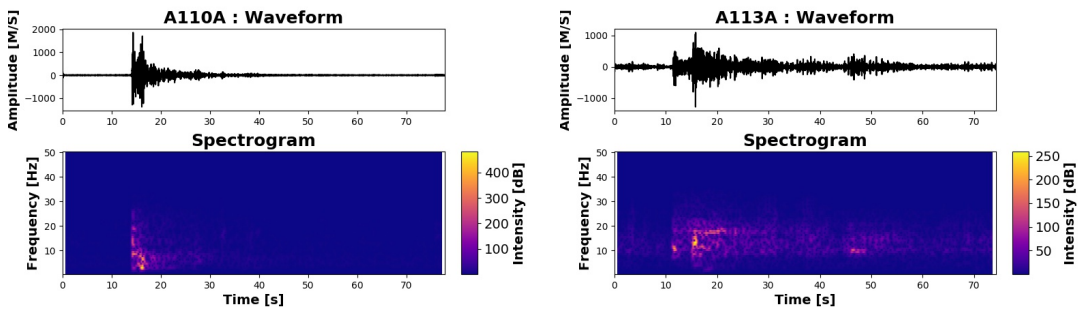 A110A : Waveform
Amplitude [M/S]
2000
1000
0
−1000
0 10 20 30 40 50 60 70
Spectrogram
Frequency [Hz]
50
40
30
20
10
0 10 20 30 40 50 60 70
Time [s]
400
300
200
100
Intensity [dB]
A113A : Waveform
Amplitude [M/S]
1000
0
−1000
0 10 20 30 40 50 60 70
Spectrogram
Frequency [Hz]
50
40
30
20
10
0 10 20 30 40 50 60 70
Time [s]
250
200
150
100
50
Intensity [dB]